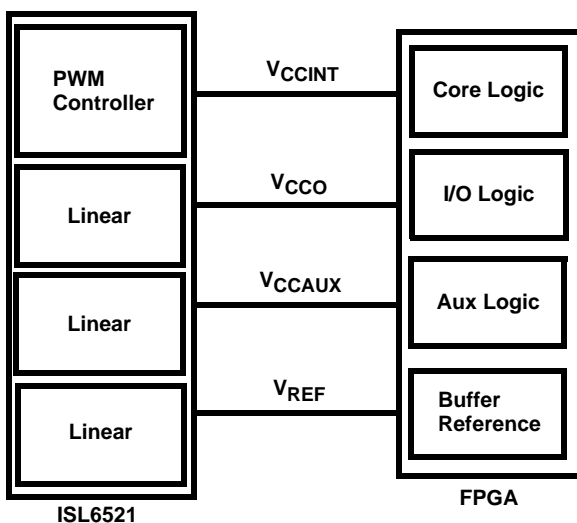 PWM
Controller
Linear
Linear
Linear
ISL6521
VCCINT
VCCO
VCCAUX
VREF
Core Logic
I/O Logic
Aux Logic
Buffer
Reference
FPGA